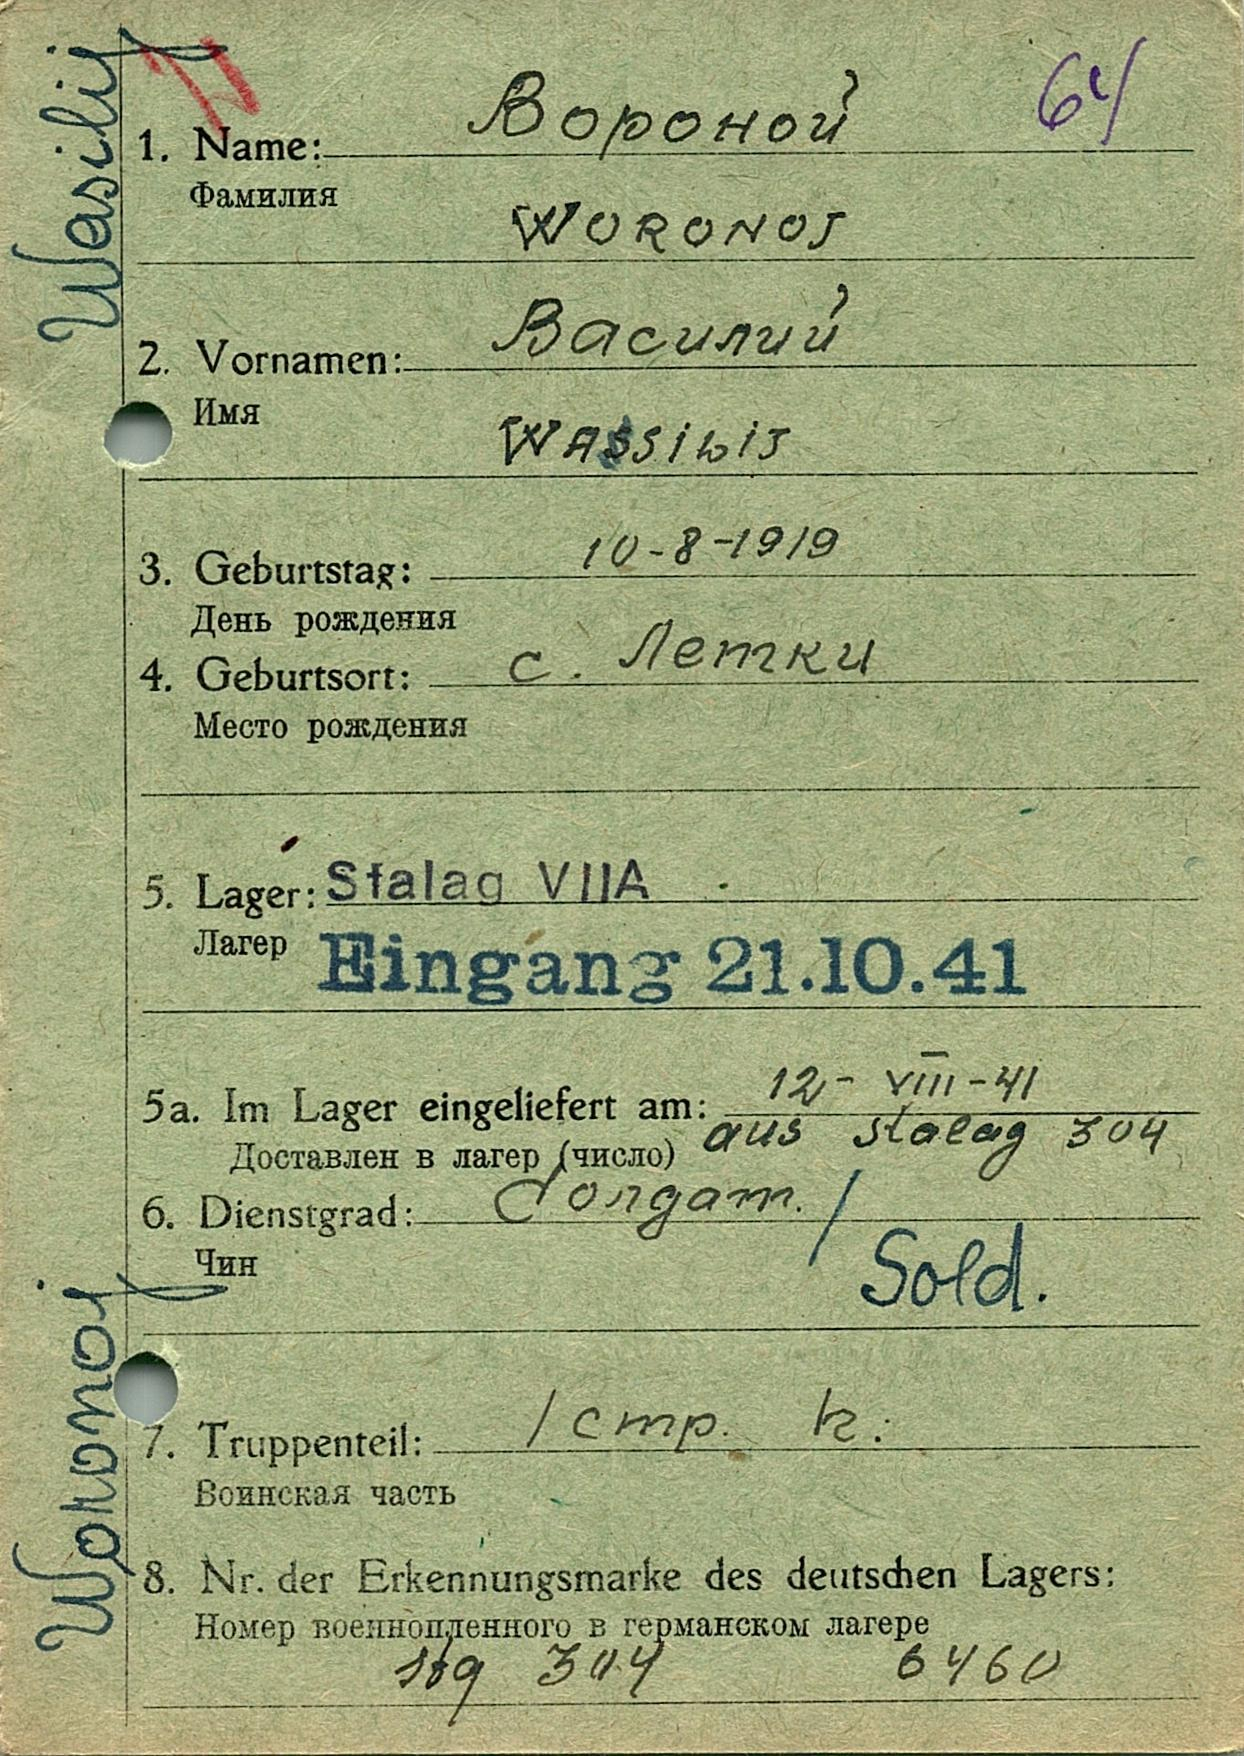 Wasilij
64
1. Name: Вороной
Фамилия
WORONOJ
2. Vornamen: Василий
Имя
WASSiLiJ
3. Geburtstag: 10-8-1919
День рождения
4. Geburtsort: с. Летки
Место рождения
5. Lager: Stalag VIIA
Лагер
Eingang 21.10.41
5a. Im Lager eingeliefert am: 12-VIII-41
Доставлен в лагер (число) aus stalag 304
6. Dienstgrad: Солдат. /
Чин
Sold.
Woronoj
7. Truppenteil: 1 стр. к.
Воинская часть
8. Nr. der Erkennungsmarke des deutschen Lagers:
Номер военнопленного в германском лагере
stg 304 6460